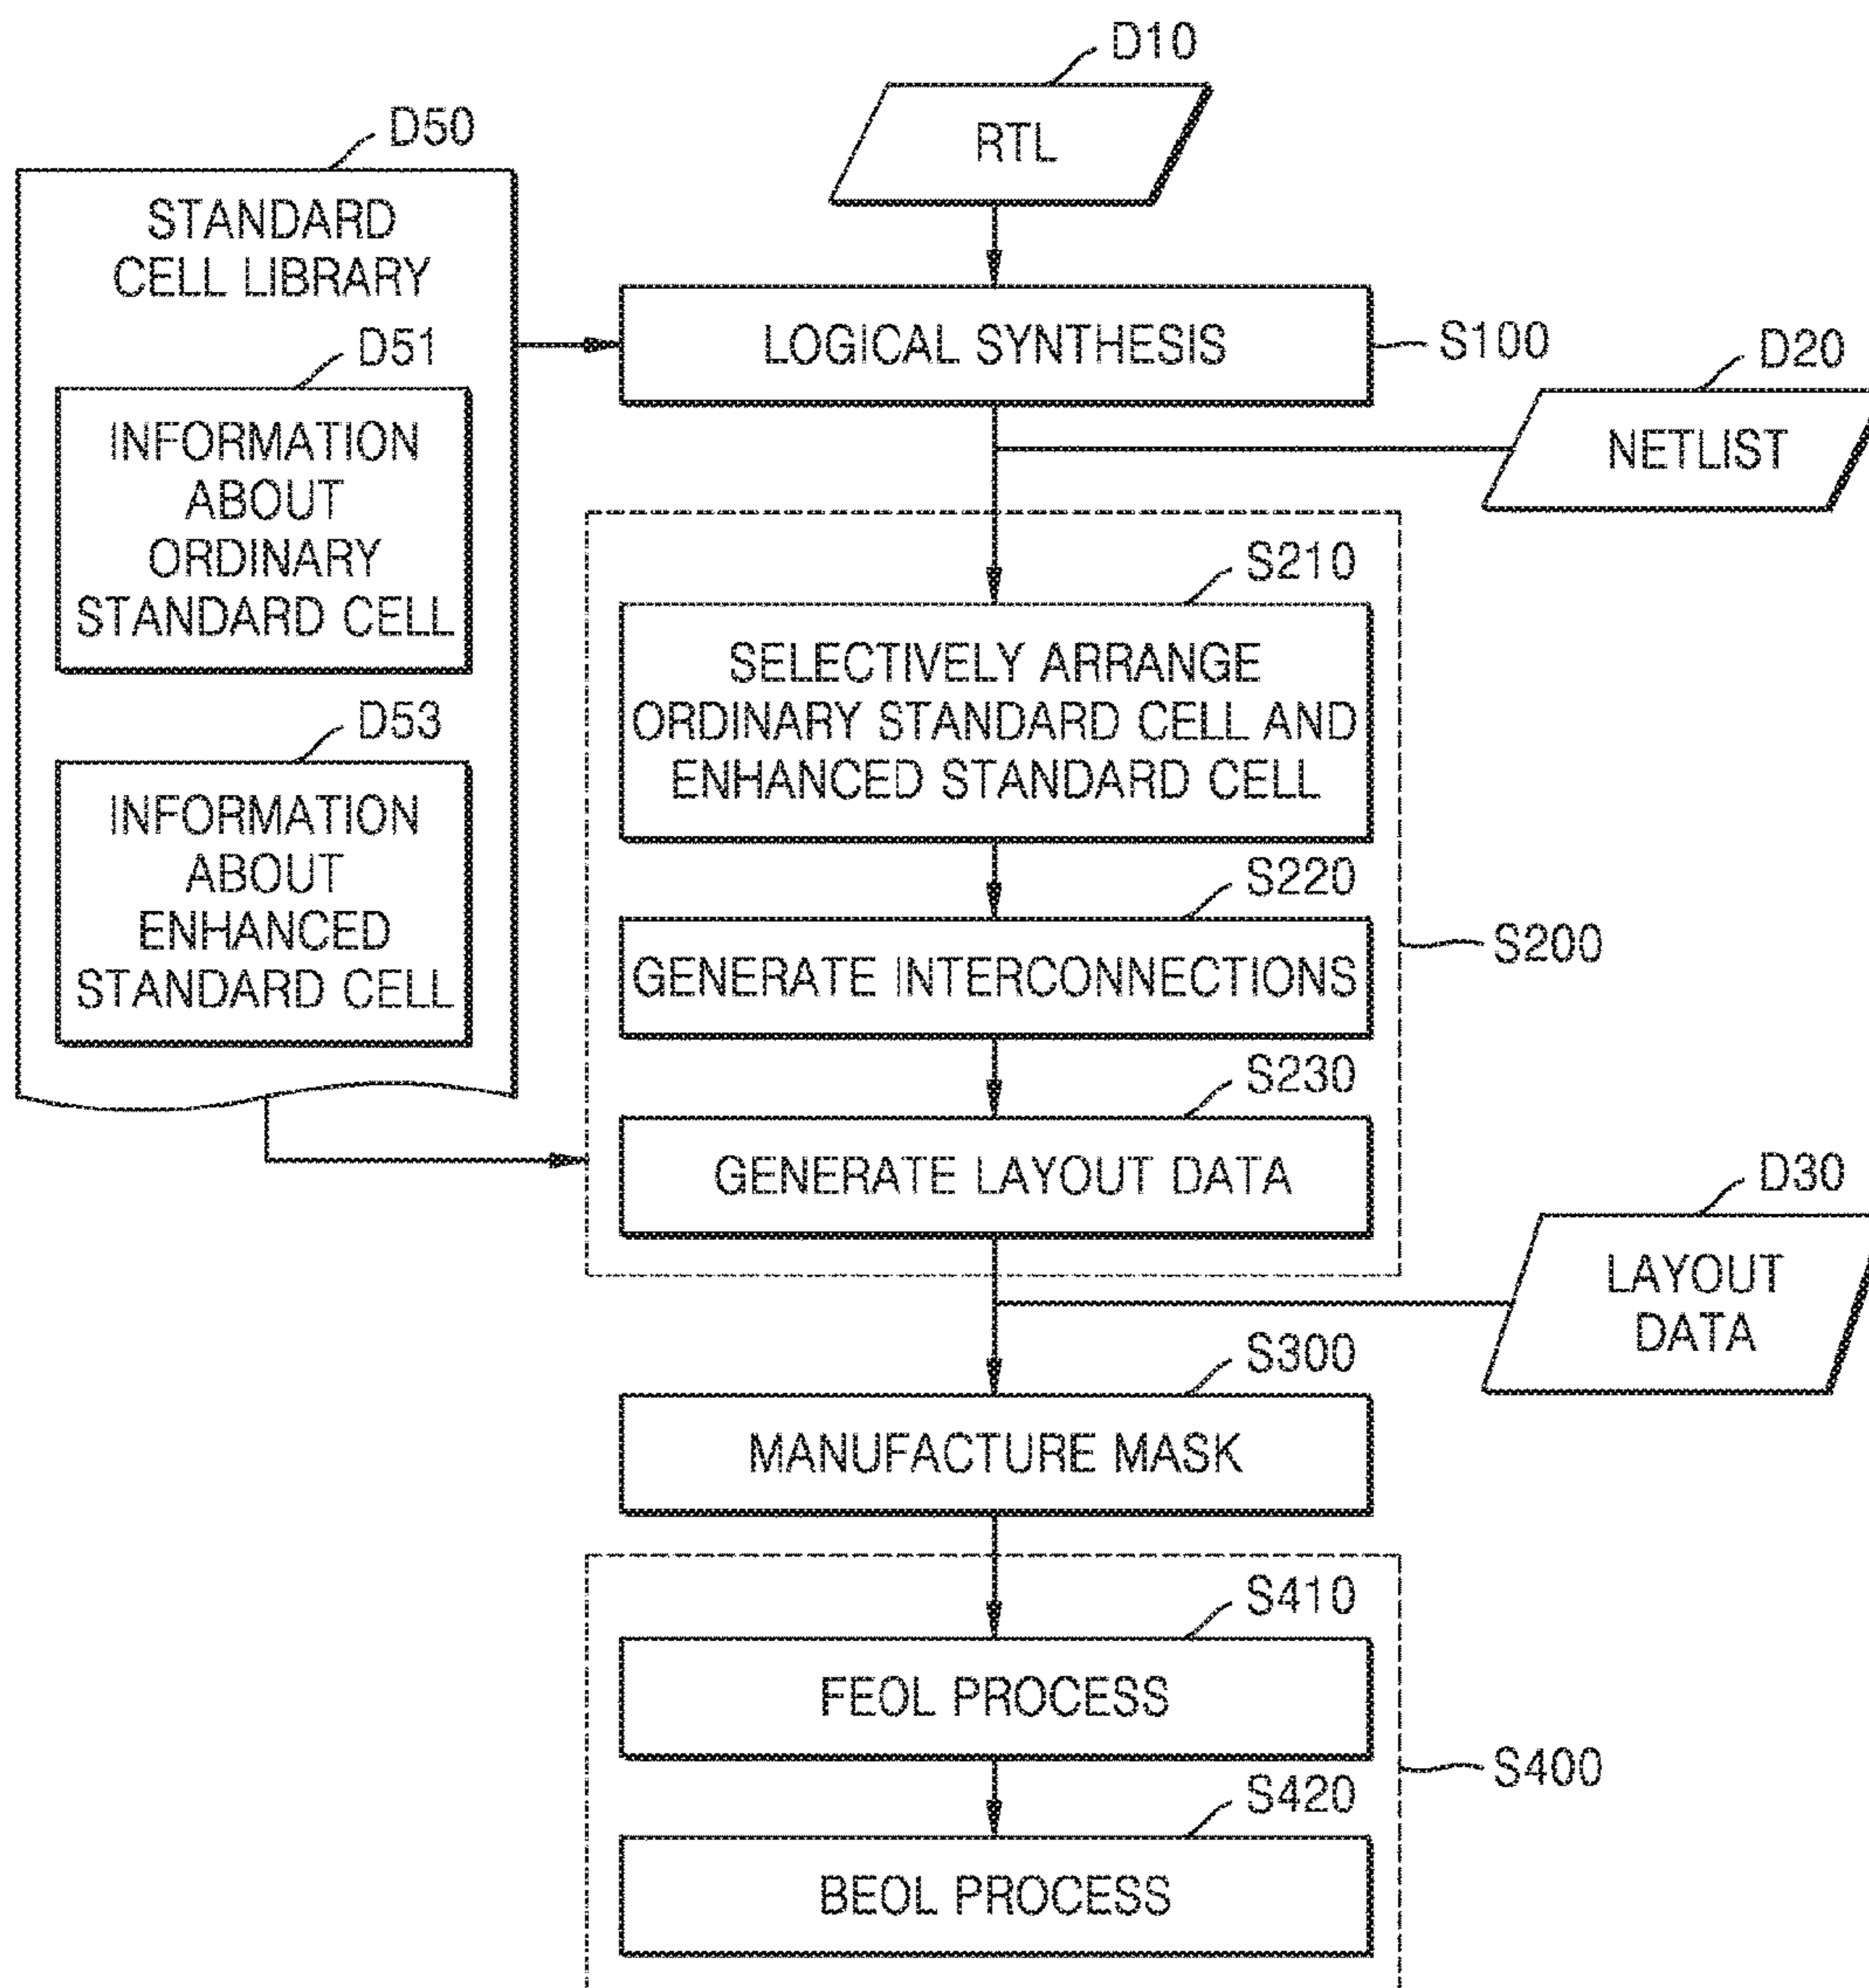 D10
RTL
D50
STANDARD
CELL LIBRARY
D51
INFORMATION
ABOUT
ORDINARY
STANDARD CELL
D53
INFORMATION
ABOUT
ENHANCED
STANDARD CELL
LOGICAL SYNTHESIS
S100
D20
NETLIST
S210
SELECTIVELY ARRANGE
ORDINARY STANDARD CELL AND
ENHANCED STANDARD CELL
S220
GENERATE INTERCONNECTIONS
S200
S230
GENERATE LAYOUT DATA
D30
LAYOUT
DATA
S300
MANUFACTURE MASK
S410
FEOL PROCESS
S400
S420
BEOL PROCESS